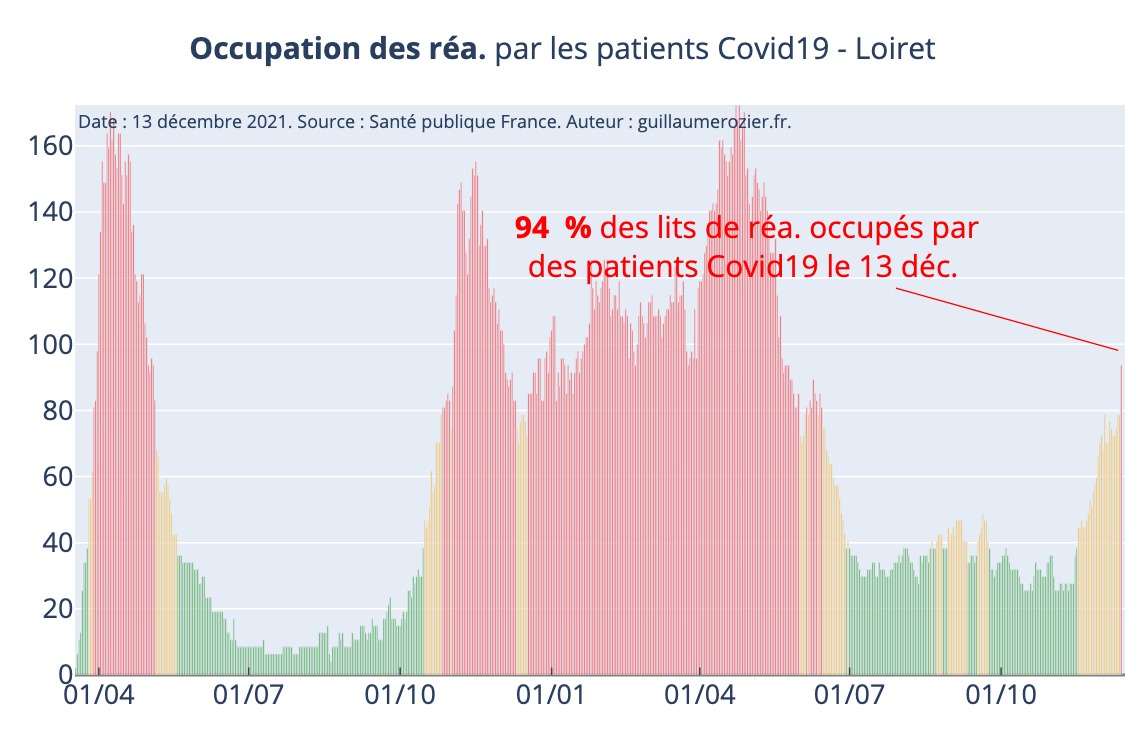 Occupation des réa. par les patients Covid19 - Loiret
Date : 13 décembre 2021. Source : Santé publique France. Auteur : guillaumerozier.fr.
160
140
120
100
80
60
40
20
0
94 % des lits de réa. occupés par
des patients Covid19 le 13 déc.
01/04 01/07 01/10 01/01 01/04 01/07 01/10